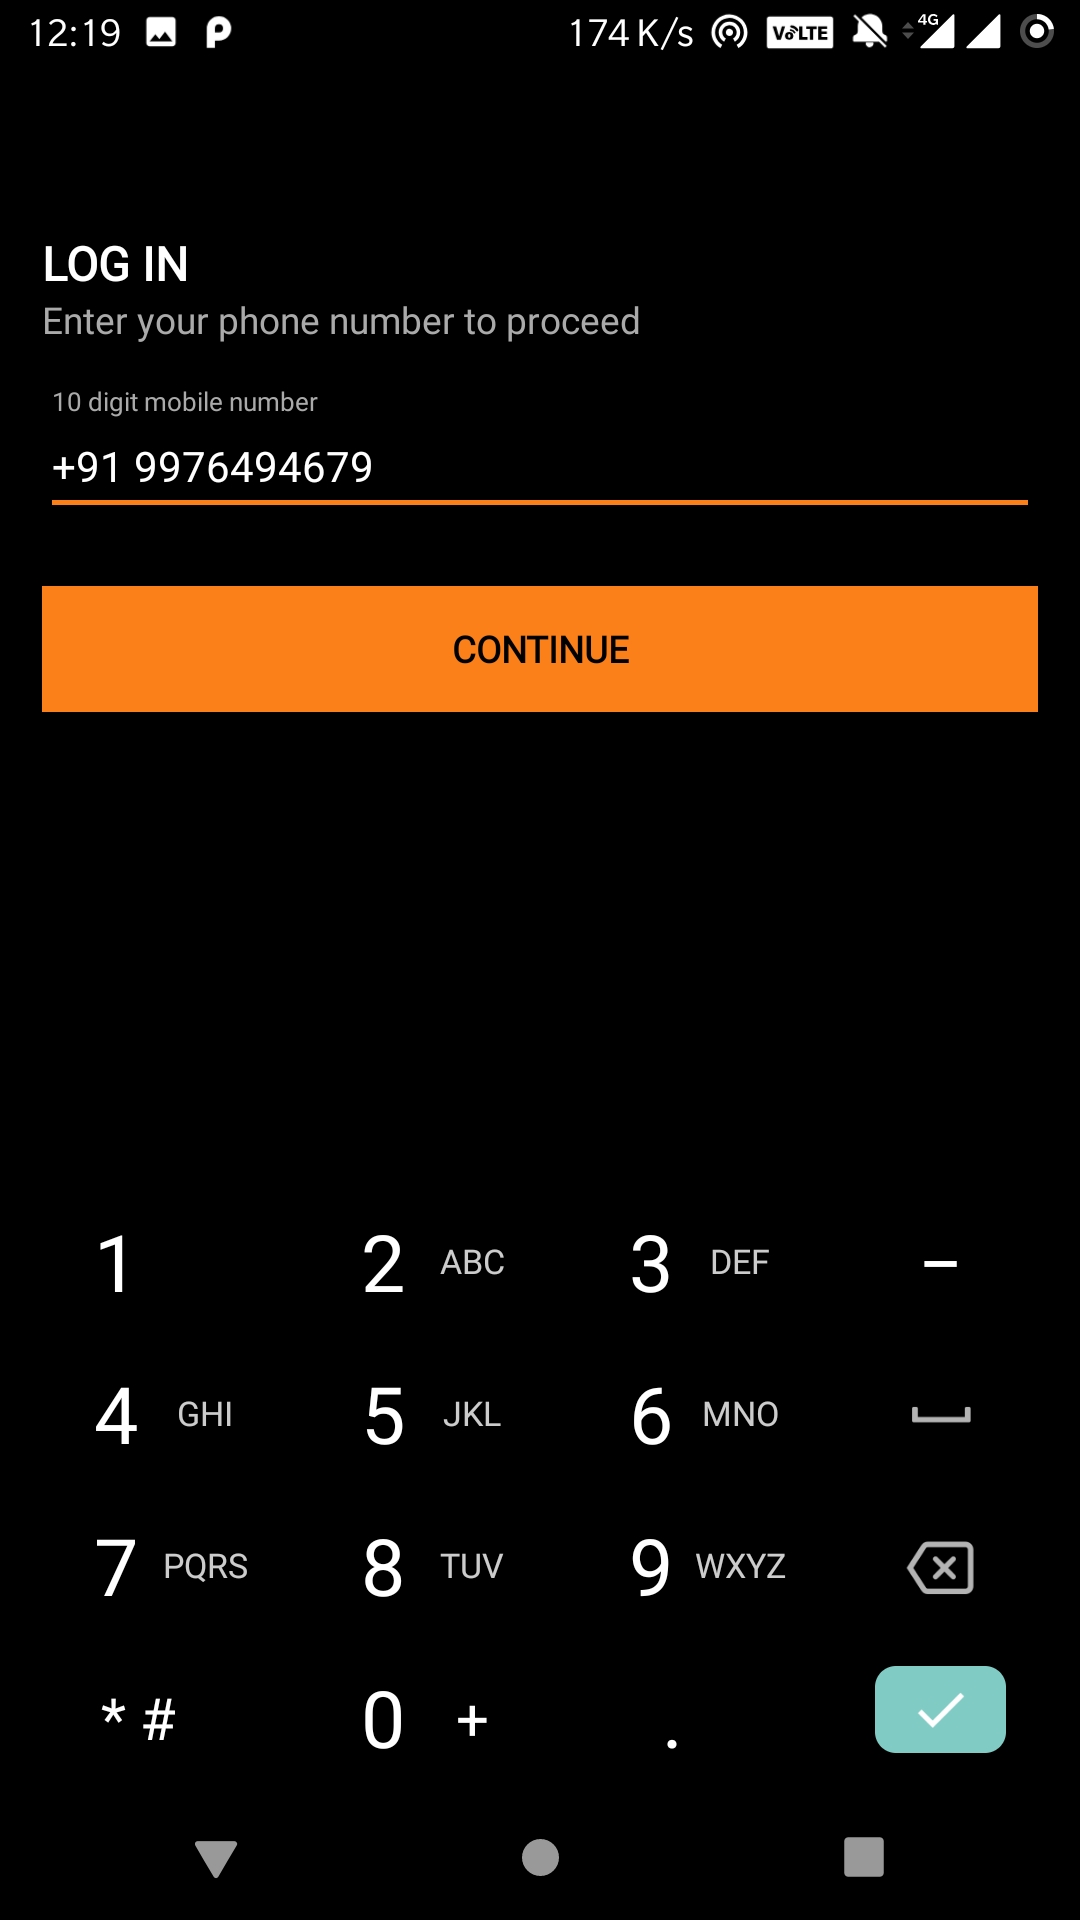 12:19 174 K/s VoLTE 4G
LOG IN
Enter your phone number to proceed
10 digit mobile number
+91 9976494679
CONTINUE
1 2 ABC 3 DEF –
4 GHI 5 JKL 6 MNO
7 PQRS 8 TUV 9 WXYZ
* # 0 + .